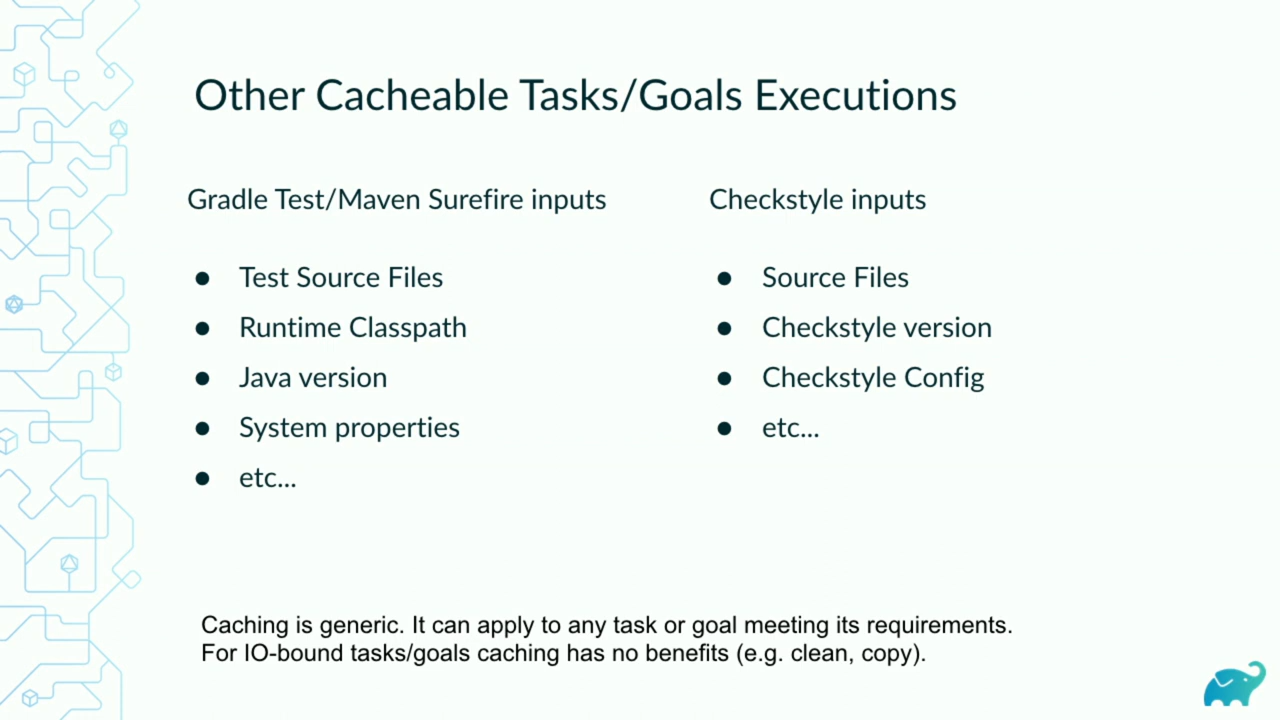 Other Cacheable Tasks/Goals Executions
Gradle Test/Maven Surefire inputs
● Test Source Files
● Runtime Classpath
● Java version
● System properties
● etc...
Checkstyle inputs
● Source Files
● Checkstyle version
● Checkstyle Config
● etc...
Caching is generic. It can apply to any task or goal meeting its requirements.
For IO-bound tasks/goals caching has no benefits (e.g. clean, copy).